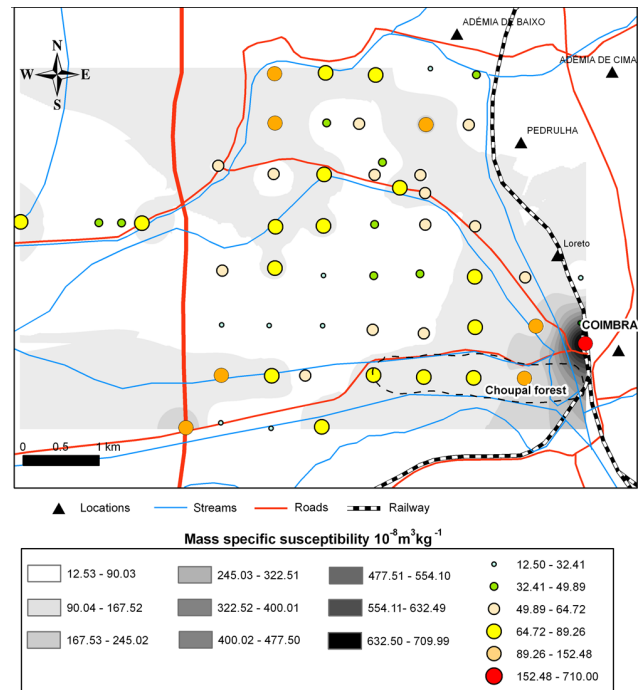 ADÉMIA DE BAIXO
N
W E
S
ADÉMIA DE CIMA
PEDRULHA
Loreto
COIMBRA
Choupal forest
0 0.5 1 km
Locations Streams Roads Railway
Mass specific susceptibility 10⁻⁸m³kg⁻¹
12.53 - 90.03
90.04 - 167.52
167.53 - 245.02
245.03 - 322.51
322.52 - 400.01
400.02 - 477.50
477.51 - 554.10
554.11- 632.49
632.50 - 709.99
12.50 - 32.41
32.41 - 49.89
49.89 - 64.72
64.72 - 89.26
89.26 - 152.48
152.48 - 710.00